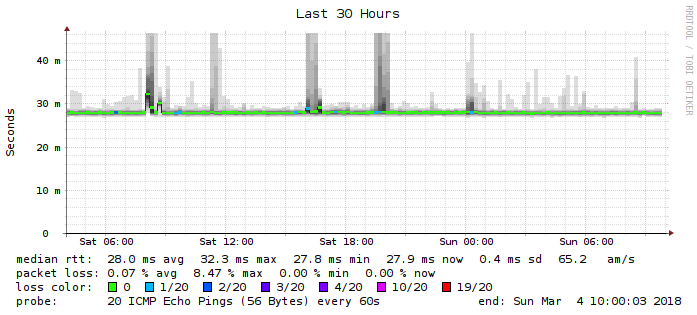 Last 30 Hours
RRDTOOL / TOBI OETIKER
Seconds
40 m
30 m
20 m
10 m
0
Sat 06:00 Sat 12:00 Sat 18:00 Sun 00:00 Sun 06:00
median rtt: 28.0 ms avg 32.3 ms max 27.8 ms min 27.9 ms now 0.4 ms sd 65.2 am/s
packet loss: 0.07 % avg 8.47 % max 0.00 % min 0.00 % now
loss color: 0 1/20 2/20 3/20 4/20 10/20 19/20
probe: 20 ICMP Echo Pings (56 Bytes) every 60s end: Sun Mar 4 10:00:03 2018